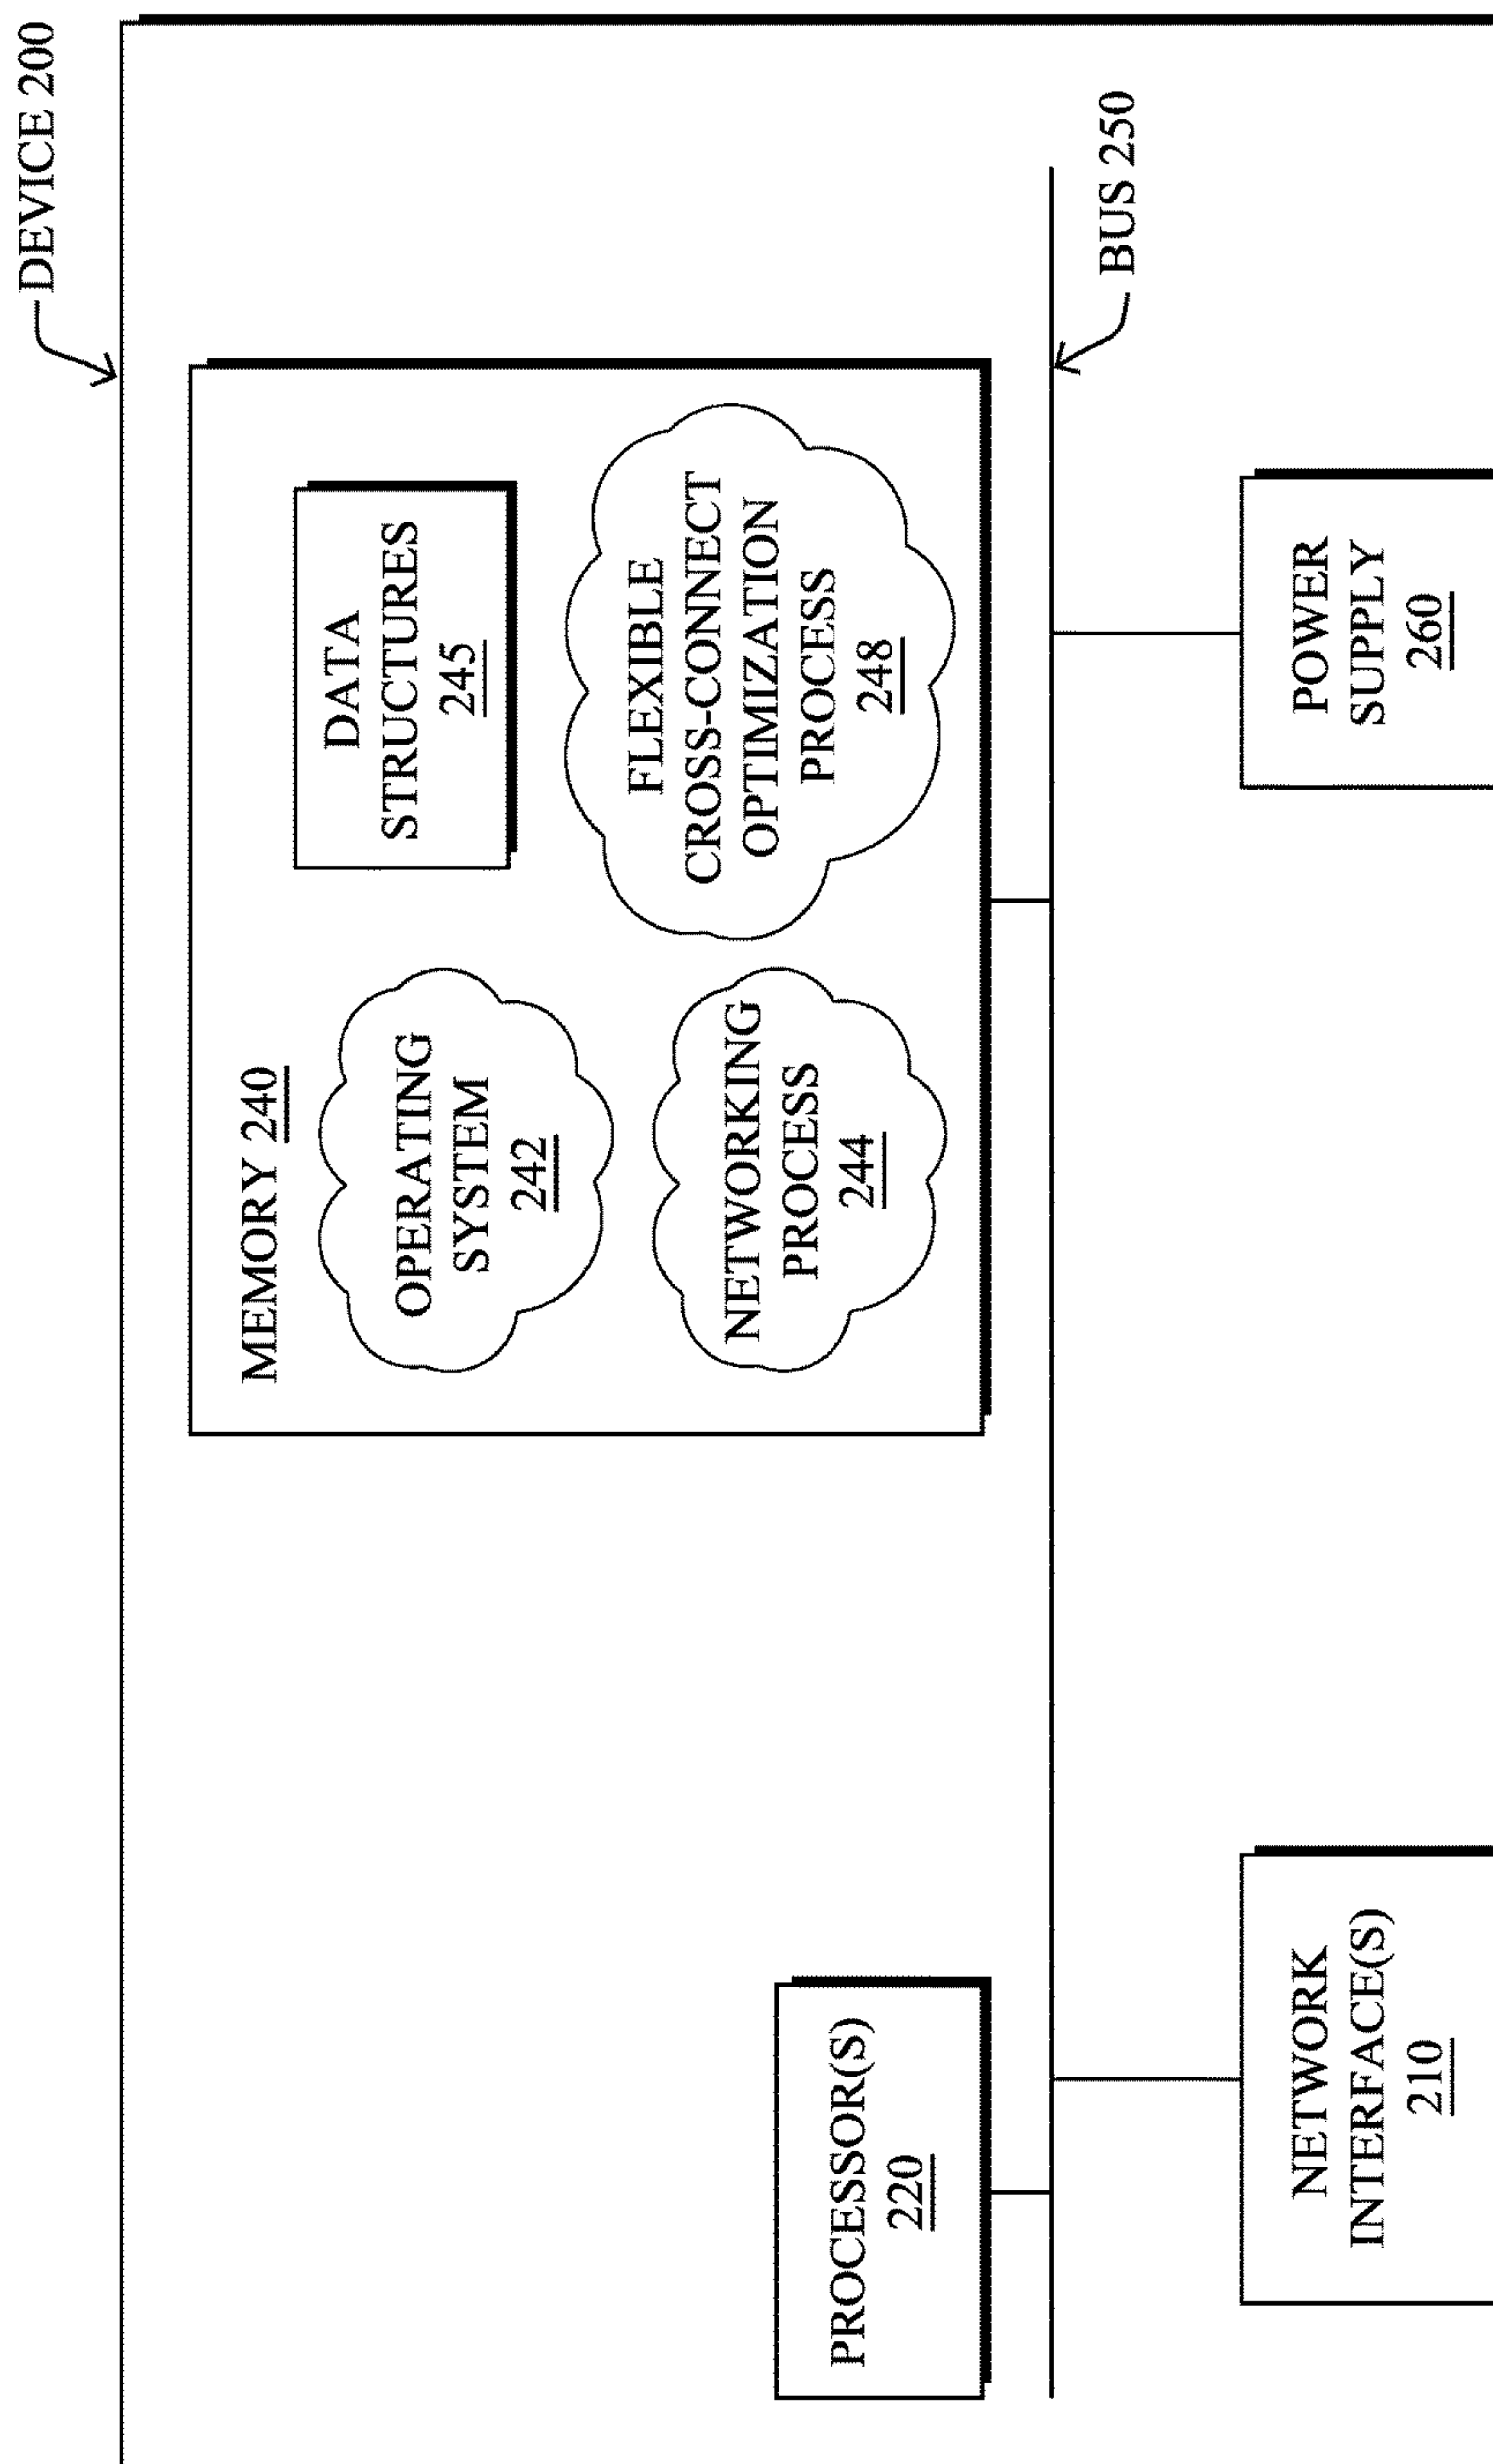 DEVICE 200
MEMORY 240
OPERATING
SYSTEM
242
DATA
STRUCTURES
245
NETWORKING
PROCESS
244
FLEXIBLE
CROSS-CONNECT
OPTIMIZATION
PROCESS
248
PROCESSOR(S)
220
BUS 250
NETWORK
INTERFACE(S)
210
POWER
SUPPLY
260